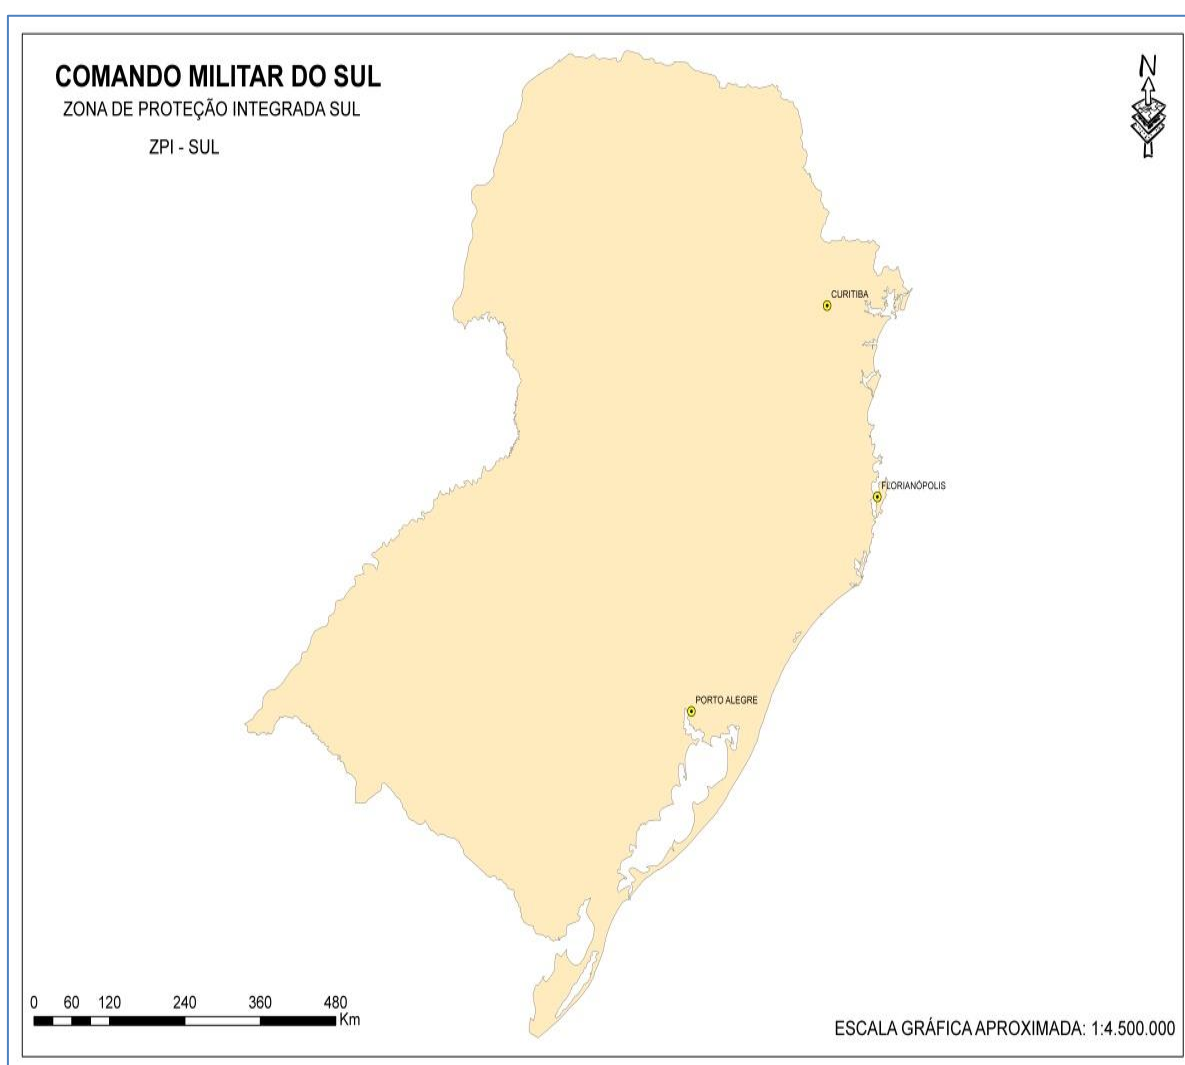 COMANDO MILITAR DO SUL
ZONA DE PROTEÇÃO INTEGRADA SUL
ZPI - SUL
N
CURITIBA
FLORIANÓPOLIS
PORTO ALEGRE
0 60 120 240 360 480
Km
ESCALA GRÁFICA APROXIMADA: 1:4.500.000